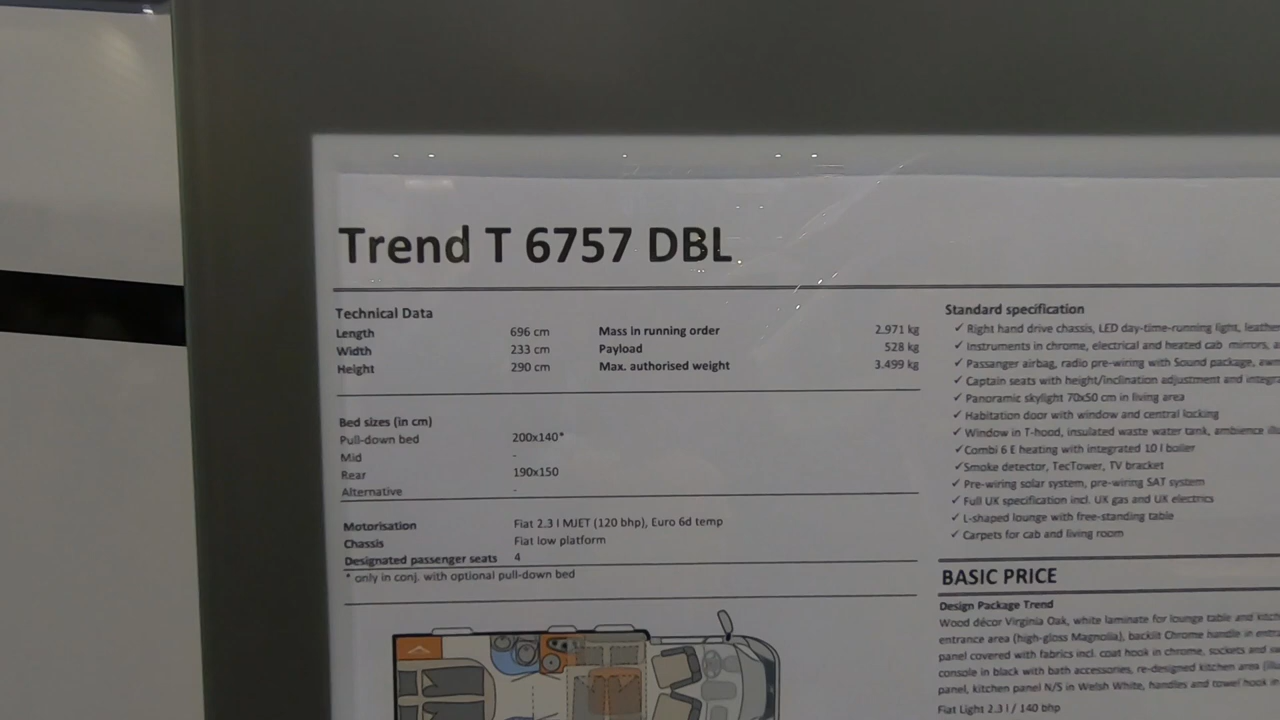 Trend T 6757 DBL
Technical Data
Length 696 cm
Width 233 cm
Height 290 cm
Mass in running order 2.971 kg
Payload 528 kg
Max. authorised weight 3.499 kg
Bed sizes (in cm)
Pull-down bed 200x140*
Mid -
Rear 190x150
Alternative -
Motorisation Fiat 2.3 l MJET (120 bhp), Euro 6d temp
Chassis Fiat low platform
Designated passenger seats 4
* only in conj. with optional pull-down bed
Standard specification
✓ Right hand drive chassis, LED day-time-running light,
✓ Instruments in chrome, electrical and heated cab mirrors,
✓ Passanger airbag, radio pre-wiring with Sound package,
✓ Captain seats with height/inclination adjustment and
✓ Panoramic skylight 70x50 cm in living area
✓ Habitation door with window and central locking
✓ Window in T-hood, insulated waste water tank, ambience
✓ Combi 6 E heating with integrated 10 l boiler
✓ Smoke detector, TecTower, TV bracket
✓ Pre-wiring solar system, pre-wiring SAT system
✓ Full UK specification incl. UK gas and UK electrics
✓ L-shaped lounge with free-standing table
✓ Carpets for cab and living room
BASIC PRICE
Design Package Trend
Wood décor Virginia Oak, white laminate for lounge table and
entrance area (high-gloss Magnolia), backlit Chrome handle in
panel covered with fabrics incl. coat hook in chrome, sockets and
console in black with bath accessories, re-designed kitchen area
panel, kitchen panel N/S in Welsh White, handles and towel hook in
Fiat Light 2.3 l / 140 bhp